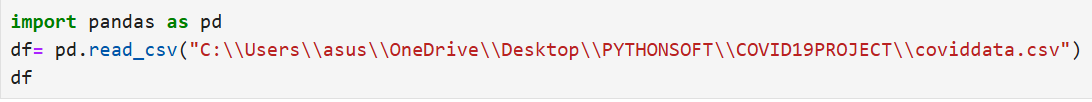 import pandas as pd
df= pd.read_csv("C:\\Users\\asus\\OneDrive\\Desktop\\PYTHONSOFT\\COVID19PROJECT\\coviddata.csv")
df